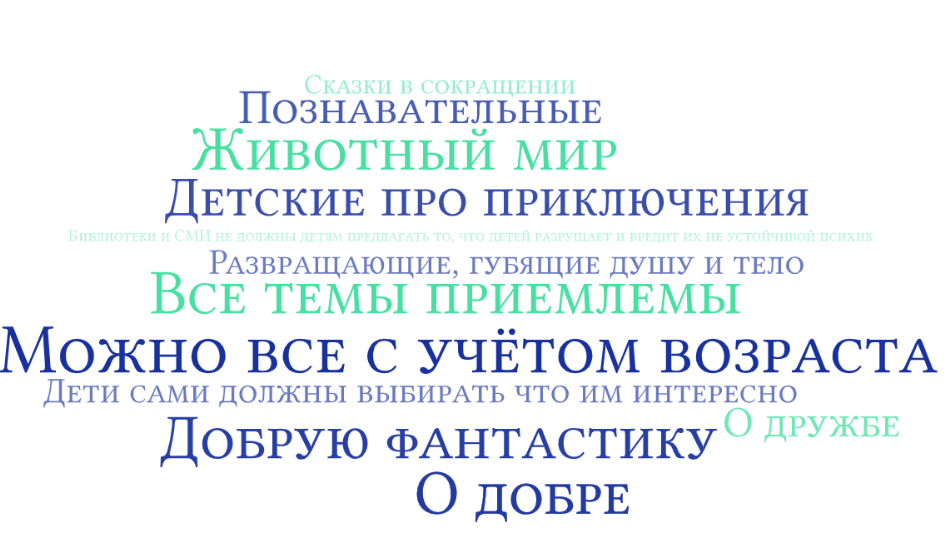 Сказки в сокращении
Познавательные
Животный мир
Детские про приключения
Библиотеки и СМИ не должны детям предлагать то, что детей разрушает и вредит их не устойчивой психик
Развращающие, губящие душу и тело
Все темы приемлемы
Можно все с учётом возраста
Дети сами должны выбирать что им интересно
О дружбе
Добрую фантастику
О добре